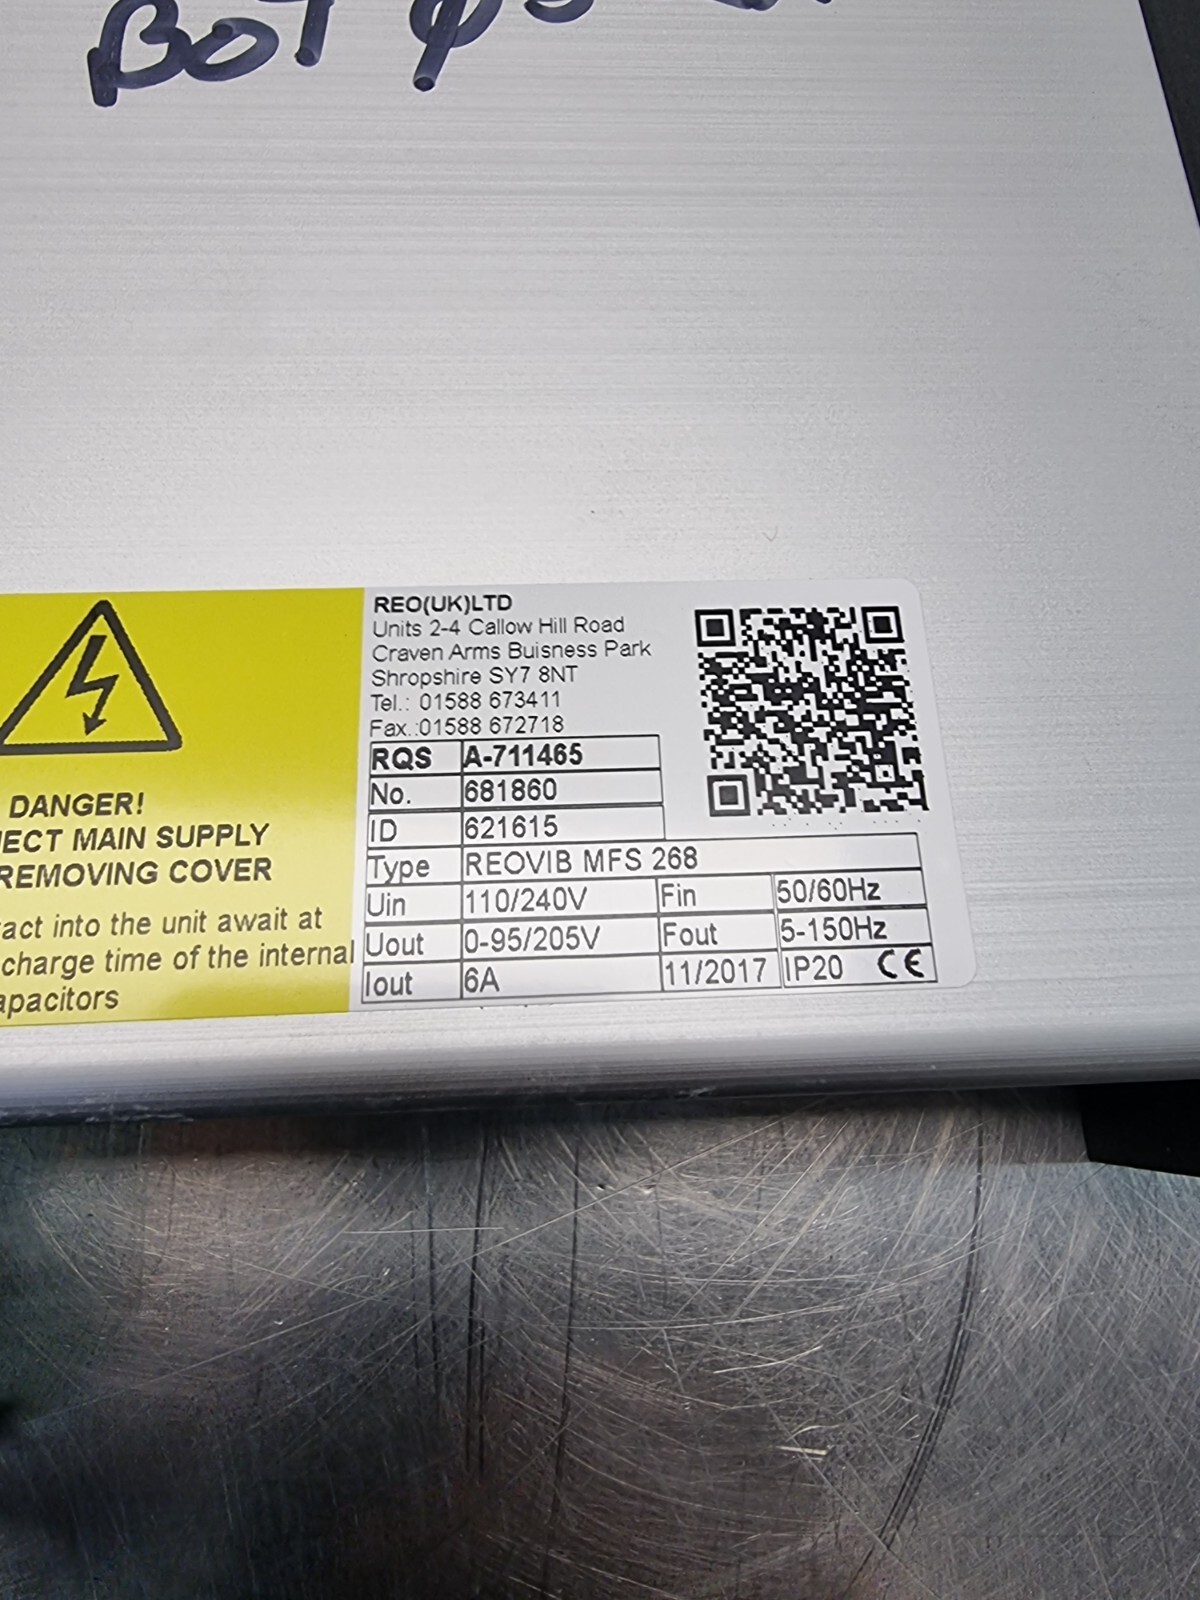 BOT
REO(UK)LTD
Units 2-4 Callow Hill Road
Craven Arms Buisness Park
Shropshire SY7 8NT
Tel.: 01588 673411
Fax.:01588 672718
RQS A-711465
No. 681860
ID 621615
Type REOVIB MFS 268
Uin 110/240V Fin 50/60Hz
Uout 0-95/205V Fout 5-150Hz
Iout 6A 11/2017 IP20 CE
DANGER!
ECT MAIN SUPPLY
REMOVING COVER
act into the unit await at
charge time of the internal
apacitors